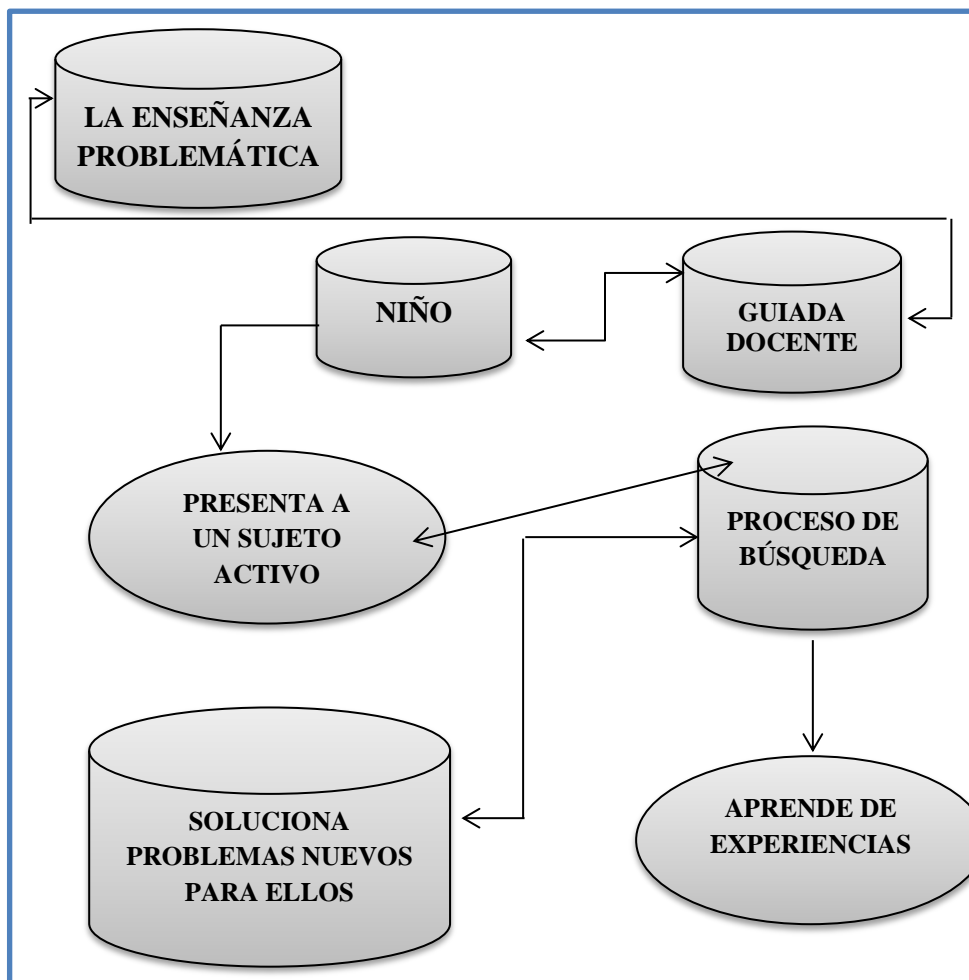 LA ENSEÑANZA
PROBLEMÁTICA
NIÑO
GUIADA
DOCENTE
PRESENTA A
UN SUJETO
ACTIVO
PROCESO DE
BÚSQUEDA
SOLUCIONA
PROBLEMAS NUEVOS
PARA ELLOS
APRENDE DE
EXPERIENCIAS